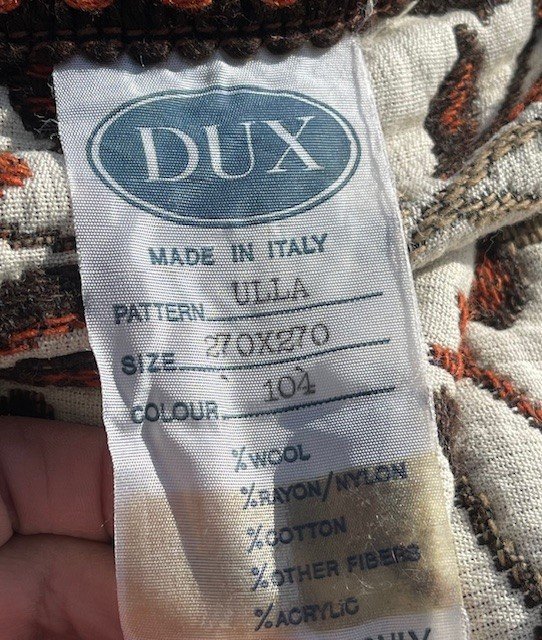 DUX
MADE IN ITALY
PATTERN ULLA
SIZE 270X270
COLOUR 104
% WOOL
% RAYON/NYLON
% COTTON
% OTHER FIBERS
% ACRYLIC